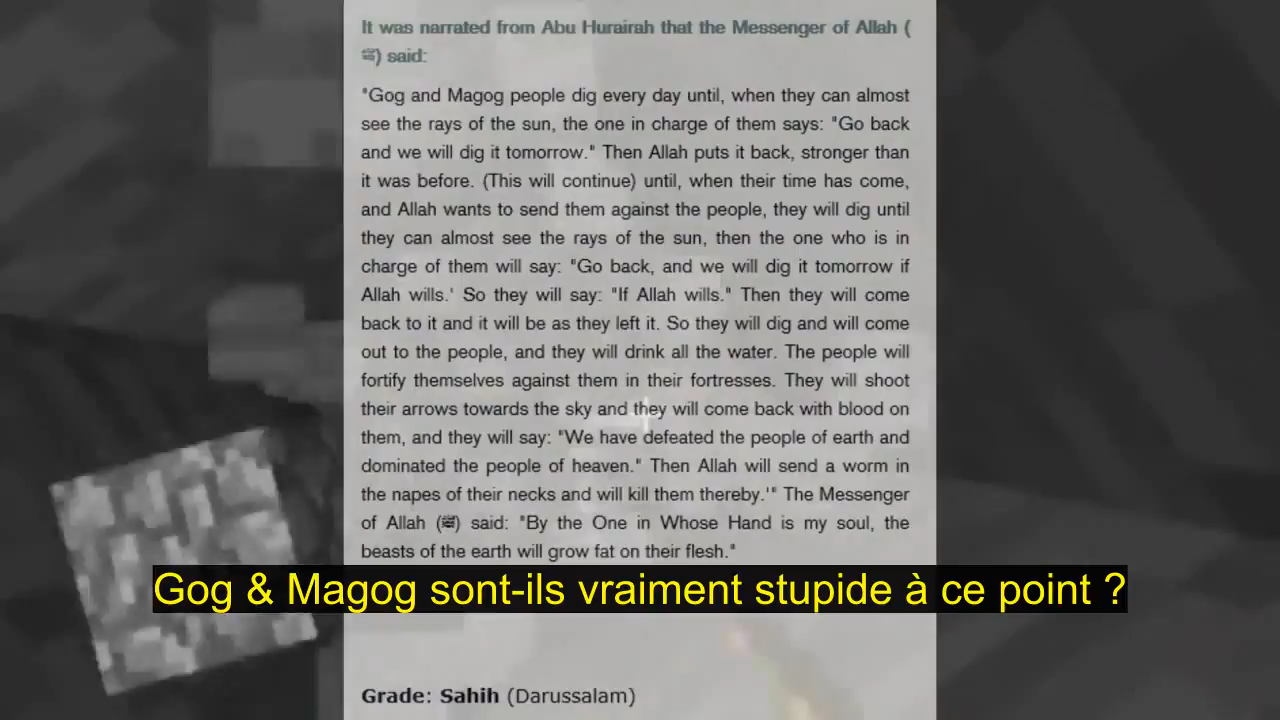 It was narrated from Abu Hurairah that the Messenger of Allah (
ﷺ) said:
"Gog and Magog people dig every day until, when they can almost
see the rays of the sun, the one in charge of them says: "Go back
and we will dig it tomorrow." Then Allah puts it back, stronger than
it was before. (This will continue) until, when their time has come,
and Allah wants to send them against the people, they will dig until
they can almost see the rays of the sun, then the one who is in
charge of them will say: "Go back, and we will dig it tomorrow if
Allah wills.' So they will say: "If Allah wills." Then they will come
back to it and it will be as they left it. So they will dig and will come
out to the people, and they will drink all the water. The people will
fortify themselves against them in their fortresses. They will shoot
their arrows towards the sky and they will come back with blood on
them, and they will say: "We have defeated the people of earth and
dominated the people of heaven." Then Allah will send a worm in
the napes of their necks and will kill them thereby.'" The Messenger
of Allah (ﷺ) said: "By the One in Whose Hand is my soul, the
beasts of the earth will grow fat on their flesh."
Gog & Magog sont-ils vraiment stupide à ce point ?
Grade: Sahih (Darussalam)